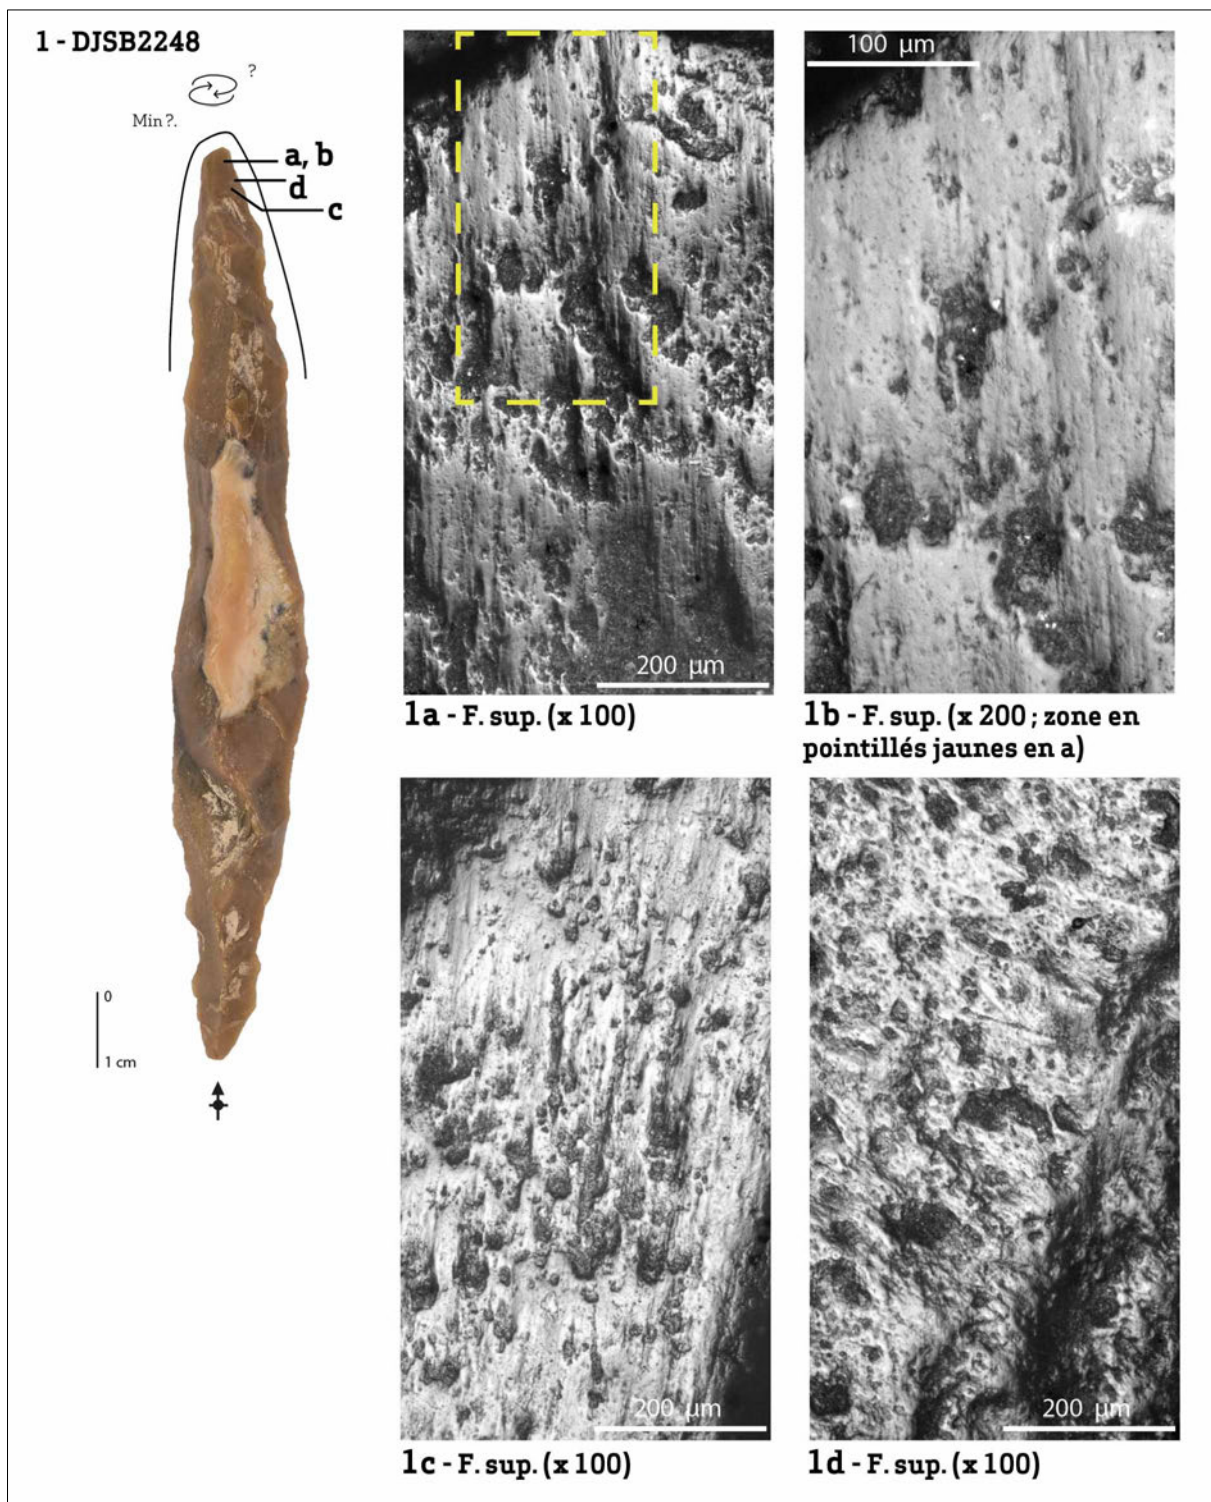 1 - DJSB2248
?
Min ?.
a, b
d
c
0
1 cm
200 µm
1a - F. sup. (x 100)
100 µm
1b - F. sup. (x 200 ; zone en
pointillés jaunes en a)
200 µm
1c - F. sup. (x 100)
200 µm
1d - F. sup. (x 100)